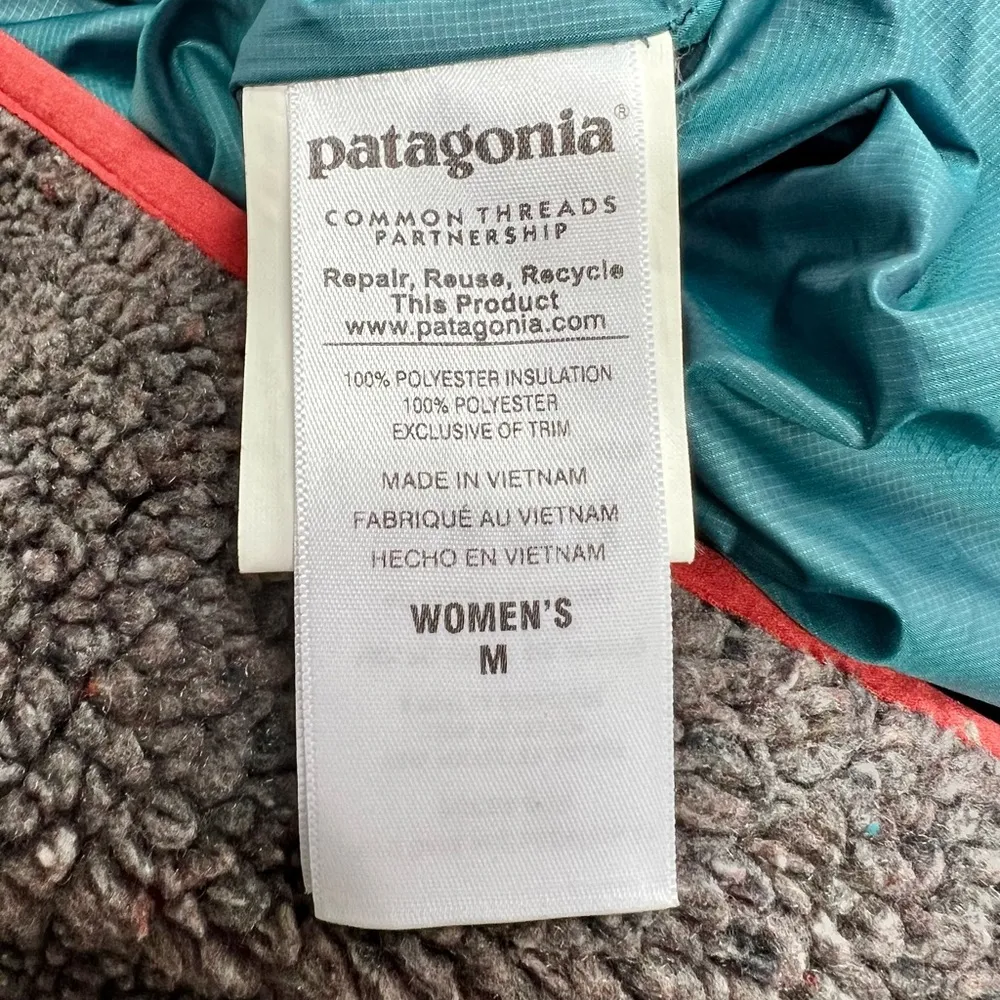 patagonia®
COMMON THREADS
PARTNERSHIP
Repair, Reuse, Recycle
This Product
www.patagonia.com
100% POLYESTER INSULATION
100% POLYESTER
EXCLUSIVE OF TRIM
MADE IN VIETNAM
FABRIQUÉ AU VIETNAM
HECHO EN VIETNAM
WOMEN'S
M